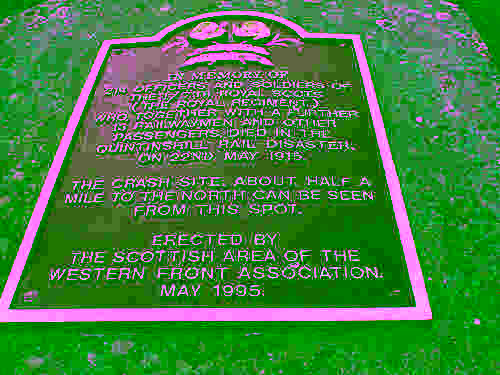 IN MEMORY OF
OFFICERS AND SOLDIERS OF
THE ROYAL SCOTS
(THE ROYAL REGIMENT)
WHO TOGETHER WITH A FURTHER
RAILWAYMEN AND OTHER
PASSENGERS, DIED IN THE
QUINTINSHILL RAIL DISASTER,
ON 22ND MAY 1915.
THE CRASH SITE, ABOUT HALF A
MILE TO THE NORTH CAN BE SEEN
FROM THIS SPOT.
ERECTED BY
THE SCOTTISH AREA OF THE
WESTERN FRONT ASSOCIATION.
MAY 1995.